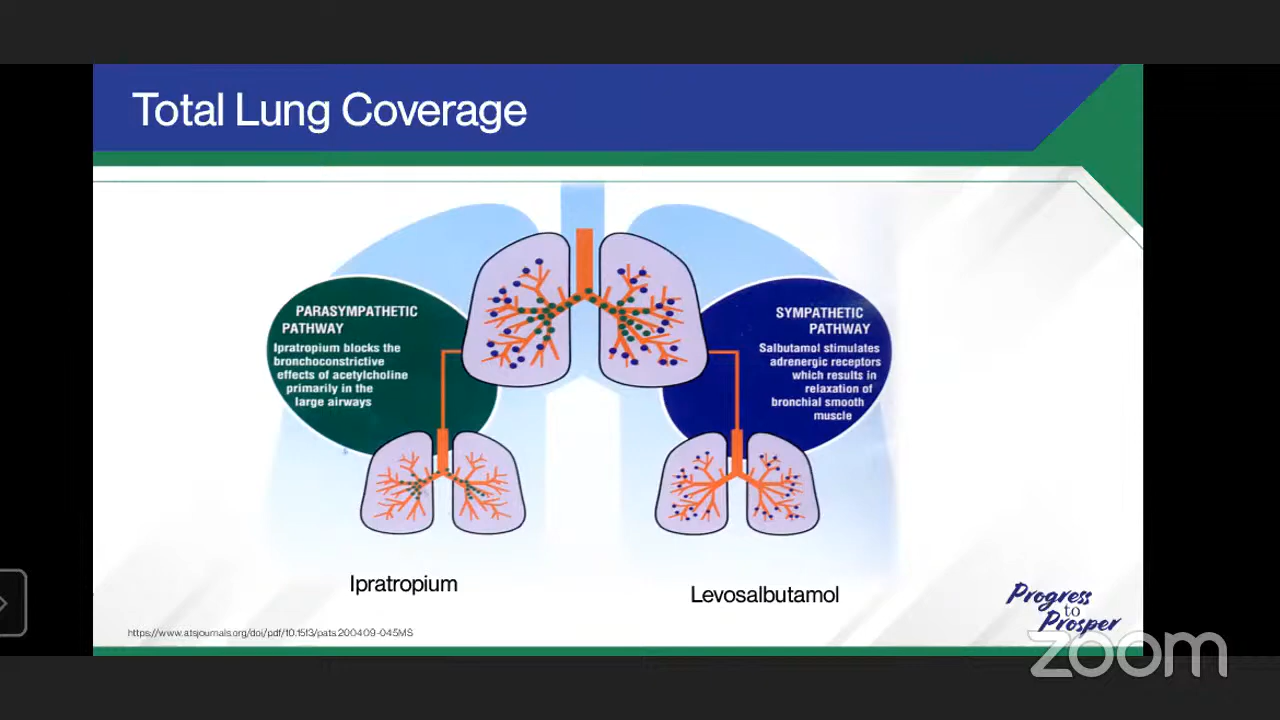 Total Lung Coverage
PARASYMPATHETIC
PATHWAY
Ipratropium blocks the
bronchoconstrictive
effects of acetylcholine
primarily in the
large airways
SYMPATHETIC
PATHWAY
Salbutamol stimulates
adrenergic receptors
which results in
relaxation of
bronchial smooth
muscle
Ipratropium
Levosalbutamol
https://www.atsjournals.org/doi/pdf/10.1513/pats.200409-045MS
Progress
to
Prosper
zoom